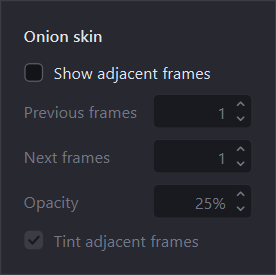 Onion skin
Show adjacent frames
Previous frames 1
Next frames 1
Opacity 25%
Tint adjacent frames